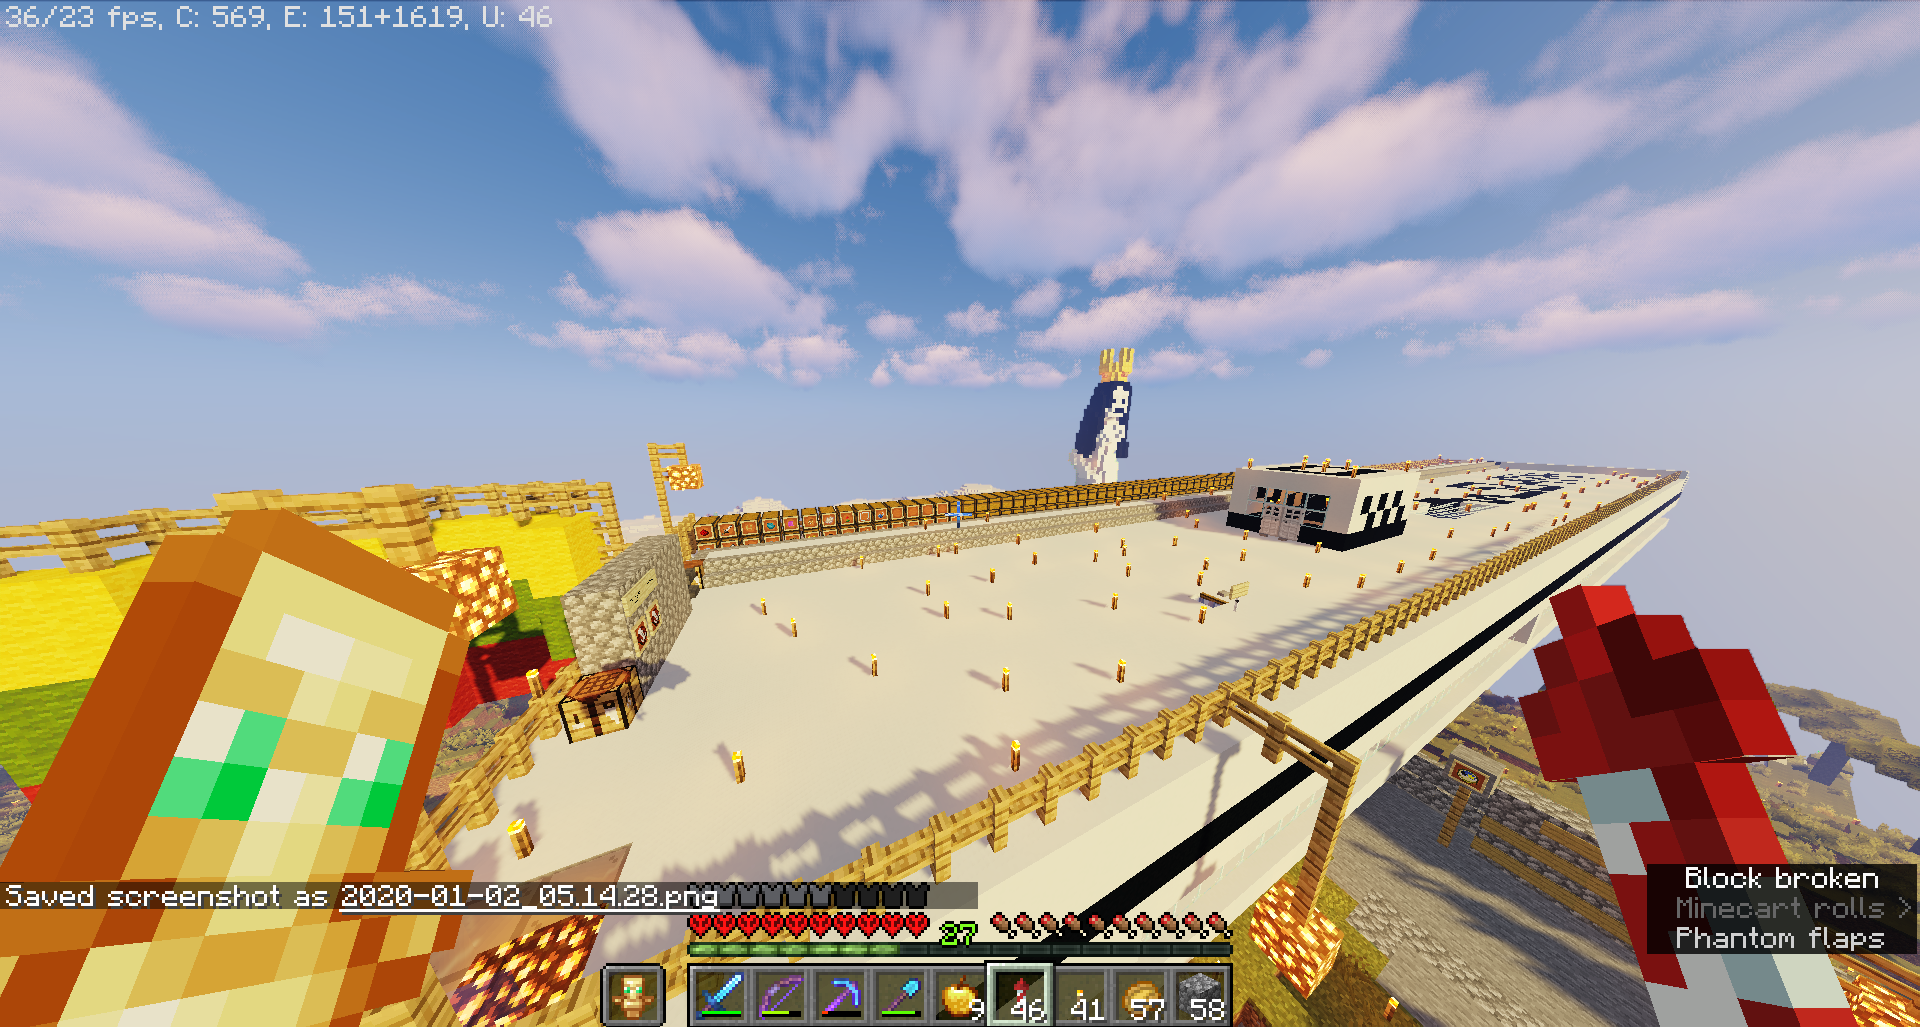 36/23 fps, C: 569, E: 151+1619, U: 46
Saved screenshot as 2020-01-02_05.14.28.png
Block broken
Minecart rolls >
Phantom flaps
27
9
46
41
57
58